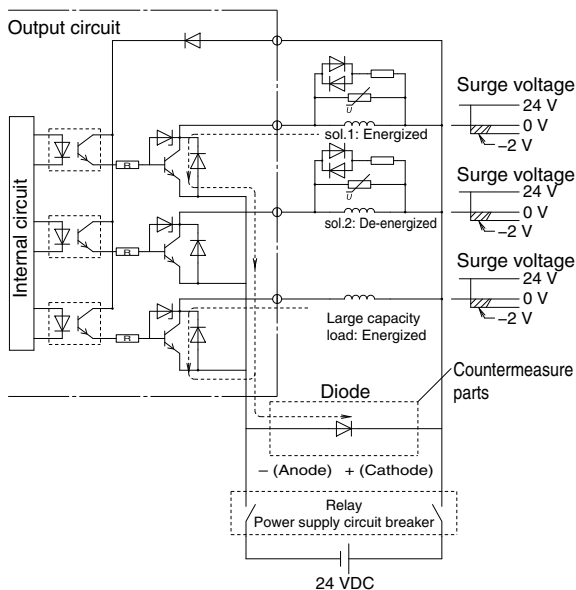 Output circuit
Internal circuit
R
R
R
U
sol.1: Energized
U
sol.2: De-energized
Large capacity
load: Energized
Surge voltage
24 V
0 V
–2 V
Surge voltage
24 V
0 V
–2 V
Surge voltage
24 V
0 V
–2 V
Countermeasure
parts
Diode
– (Anode) + (Cathode)
Relay
Power supply circuit breaker
24 VDC